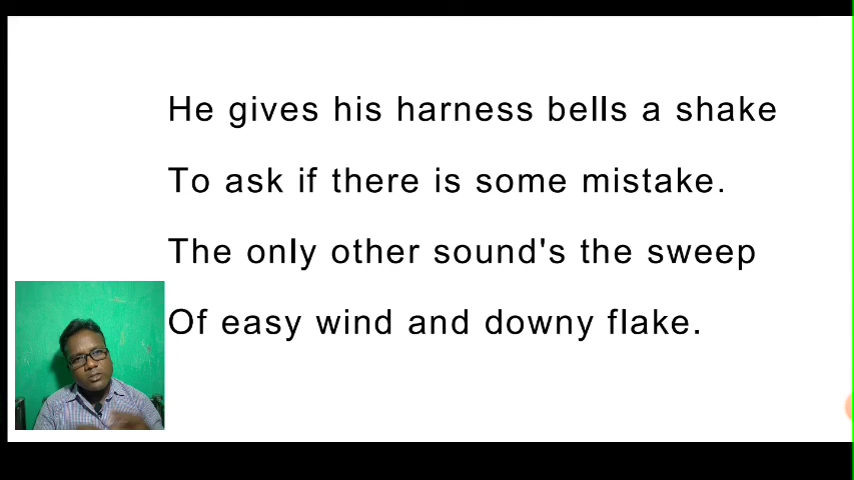 He gives his harness bells a shake
To ask if there is some mistake.
The only other sound's the sweep
Of easy wind and downy flake.